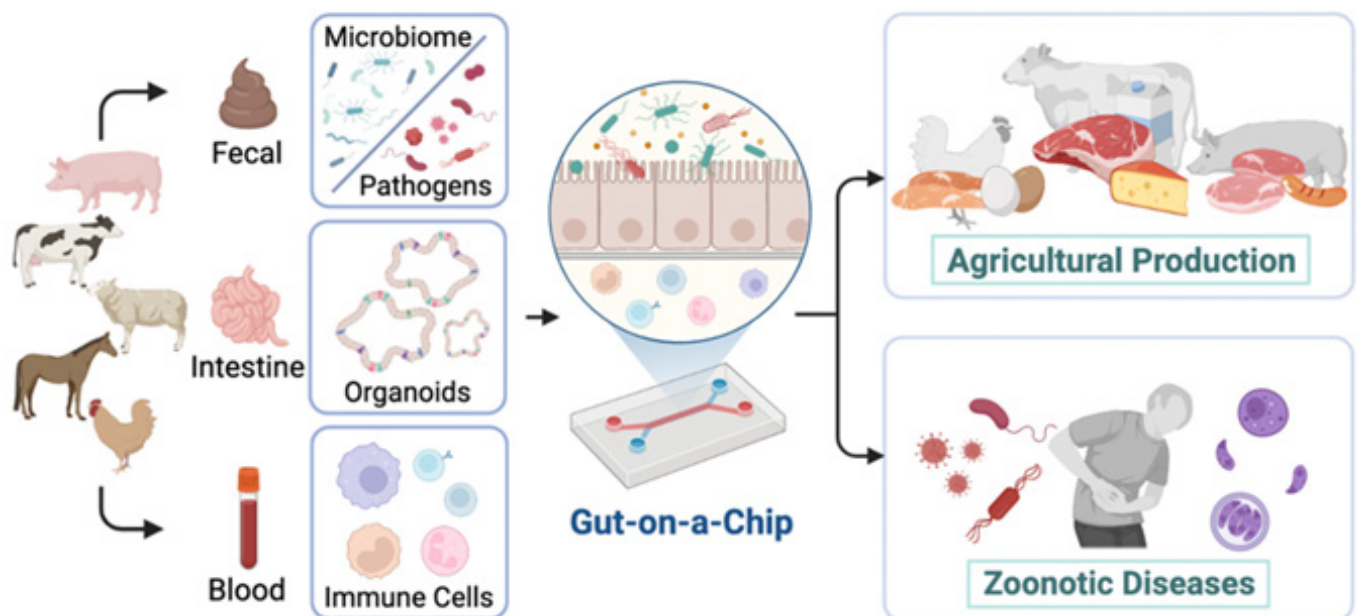 Fecal
Microbiome
Pathogens
Intestine
Organoids
Blood
Immune Cells
Gut-on-a-Chip
Agricultural Production
Zoonotic Diseases